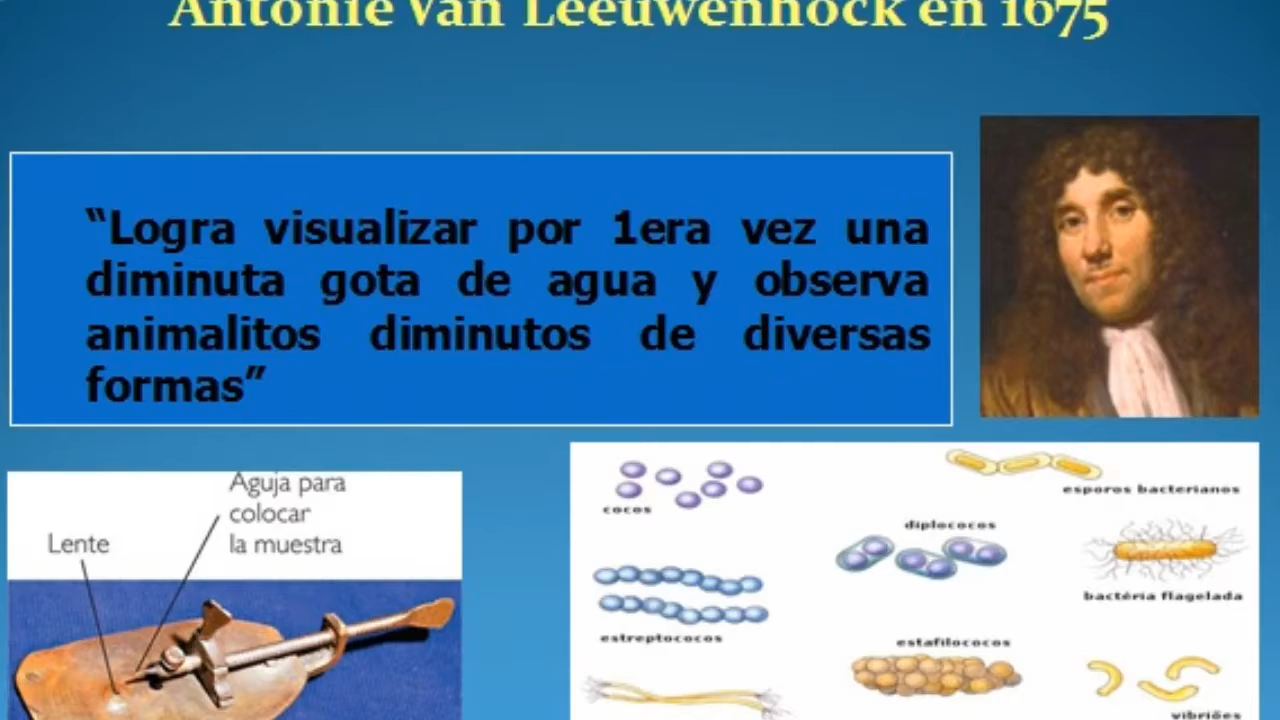 Antonie van Leeuwenhock en 1675
“Logra visualizar por 1era vez una
diminuta gota de agua y observa
animalitos diminutos de diversas
formas”
Aguja para
colocar
la muestra
Lente
cocos
esporos bacterianos
diplococos
bactéria flagelada
estreptococos
estafilococos
vibriões